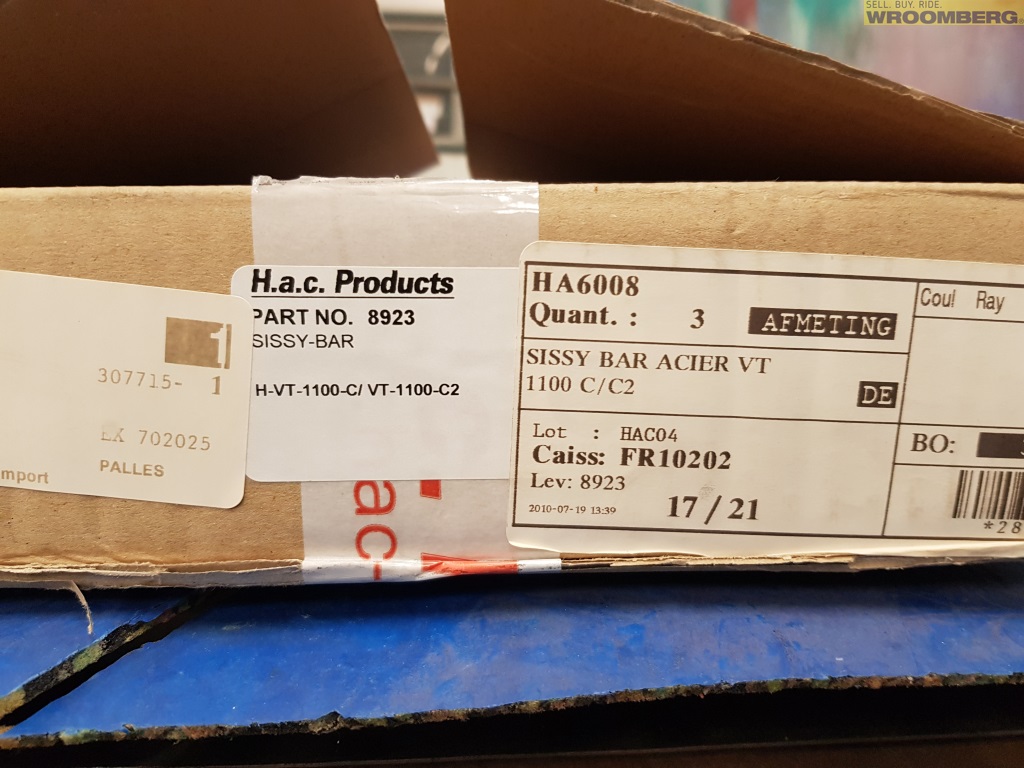 SELL. BUY. RIDE.
WROOMBERG
1
307715- 1
702025
PALLES
mport
H.a.c. Products
PART NO. 8923
SISSY-BAR
H-VT-1100-C/ VT-1100-C2
ac-
HA6008
Quant. : 3 AFMETING
SISSY BAR ACIER VT
1100 C/C2
DE
Lot : HAC04
Caiss: FR10202
Lev: 8923
2010-07-19 13:39 17/21
Coul Ray
BO:
*28